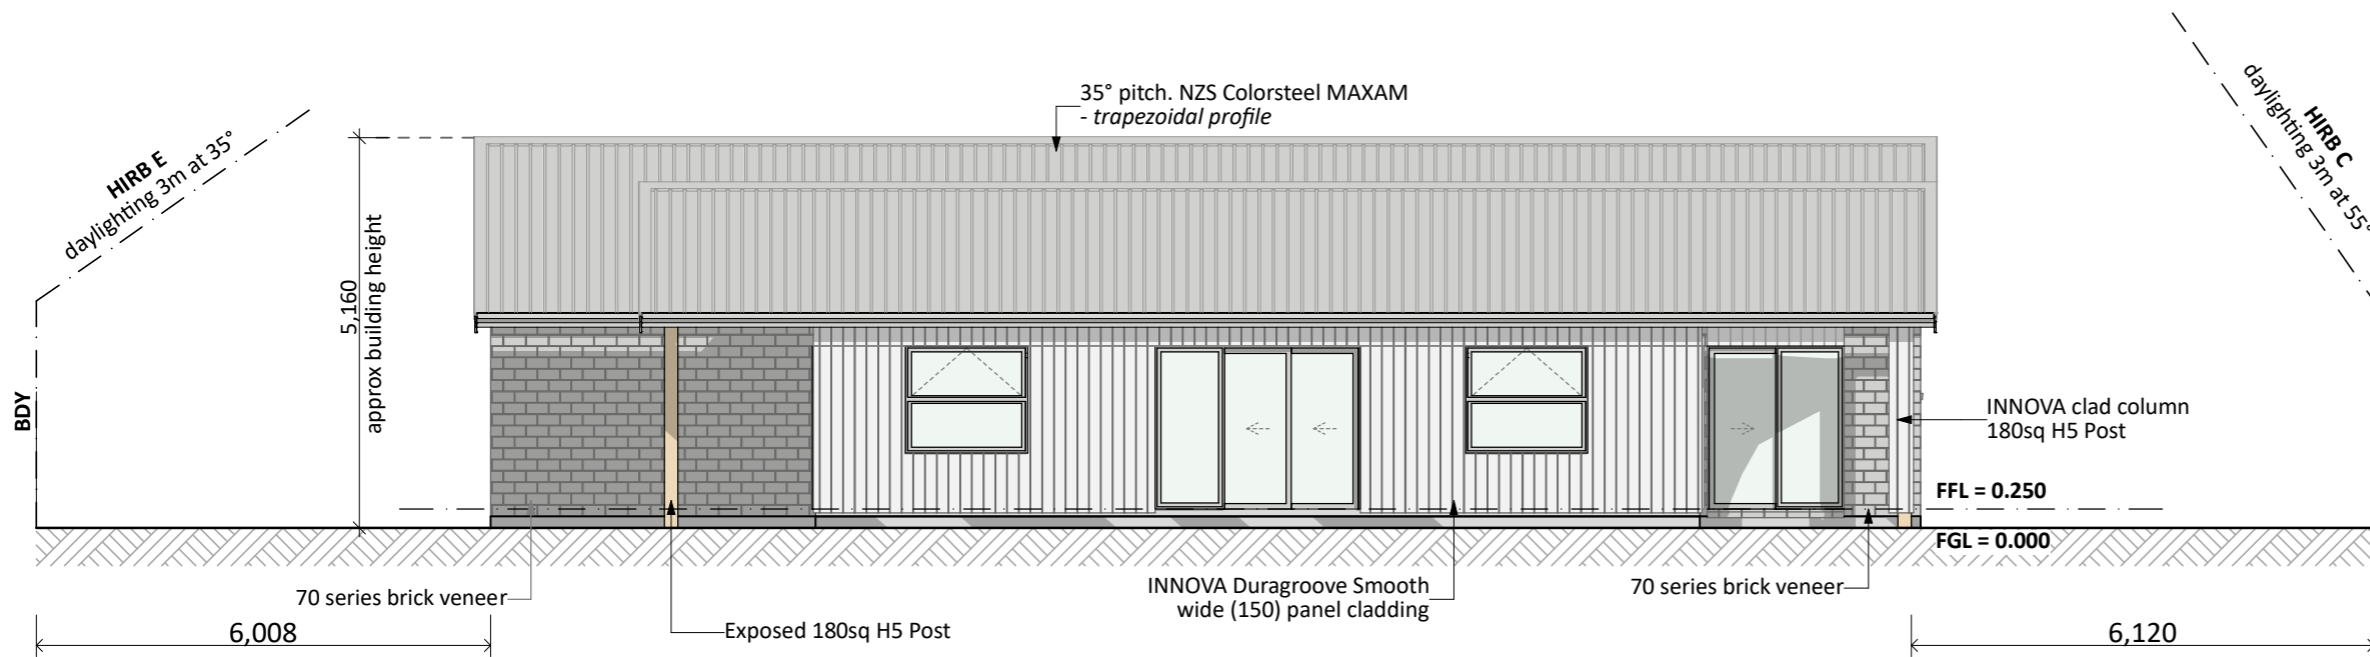 35° pitch. NZS Colorsteel MAXAM
- trapezoidal profile
HIRB E
daylighting 3m at 35°
HIRB C
daylighting 3m at 55°
5,160
approx building height
BDY
INNOVA clad column
180sq H5 Post
FFL = 0.250
FGL = 0.000
70 series brick veneer
INNOVA Duragroove Smooth
wide (150) panel cladding
70 series brick veneer
Exposed 180sq H5 Post
6,008
6,120